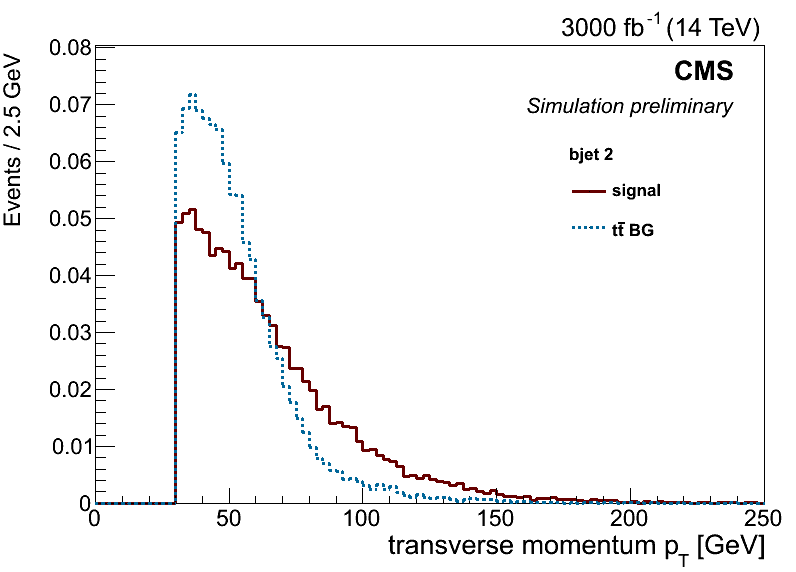 3000 fb⁻¹ (14 TeV)
CMS
Simulation preliminary
bjet 2
signal
tt̄ BG
Events / 2.5 GeV
0.08
0.07
0.06
0.05
0.04
0.03
0.02
0.01
0
0 50 100 150 200 250
transverse momentum p_T [GeV]